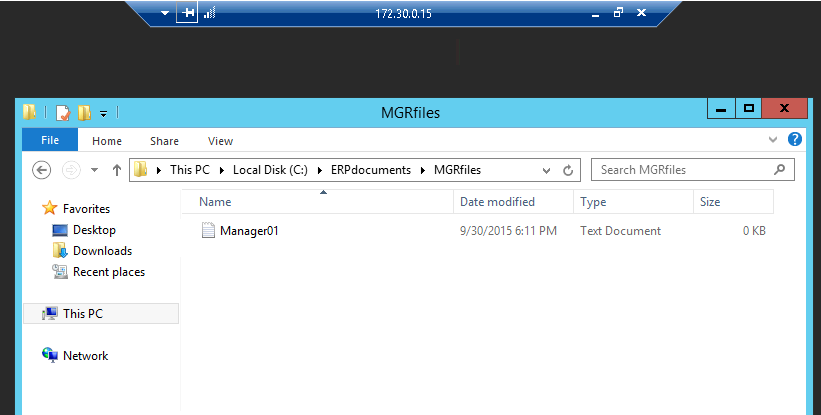 172.30.0.15
MGRfiles
File Home Share View
This PC Local Disk (C:) ERPdocuments MGRfiles Search MGRfiles
Name Date modified Type Size
Manager01 9/30/2015 6:11 PM Text Document 0 KB
Favorites
Desktop
Downloads
Recent places
This PC
Network